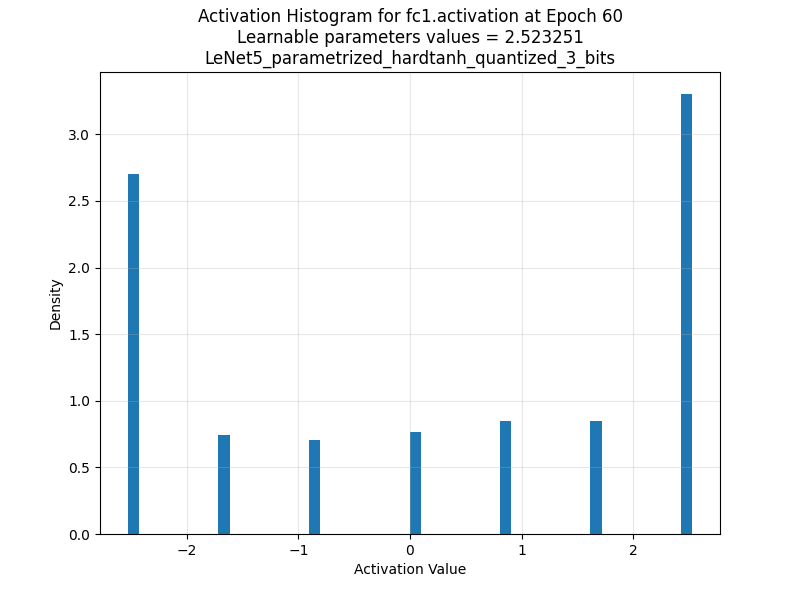 Activation Histogram for fc1.activation at Epoch 60
Learnable parameters values = 2.523251
LeNet5_parametrized_hardtanh_quantized_3_bits
3.0
2.5
2.0
1.5
1.0
0.5
0.0
Density
−2
−1
0
1
2
Activation Value